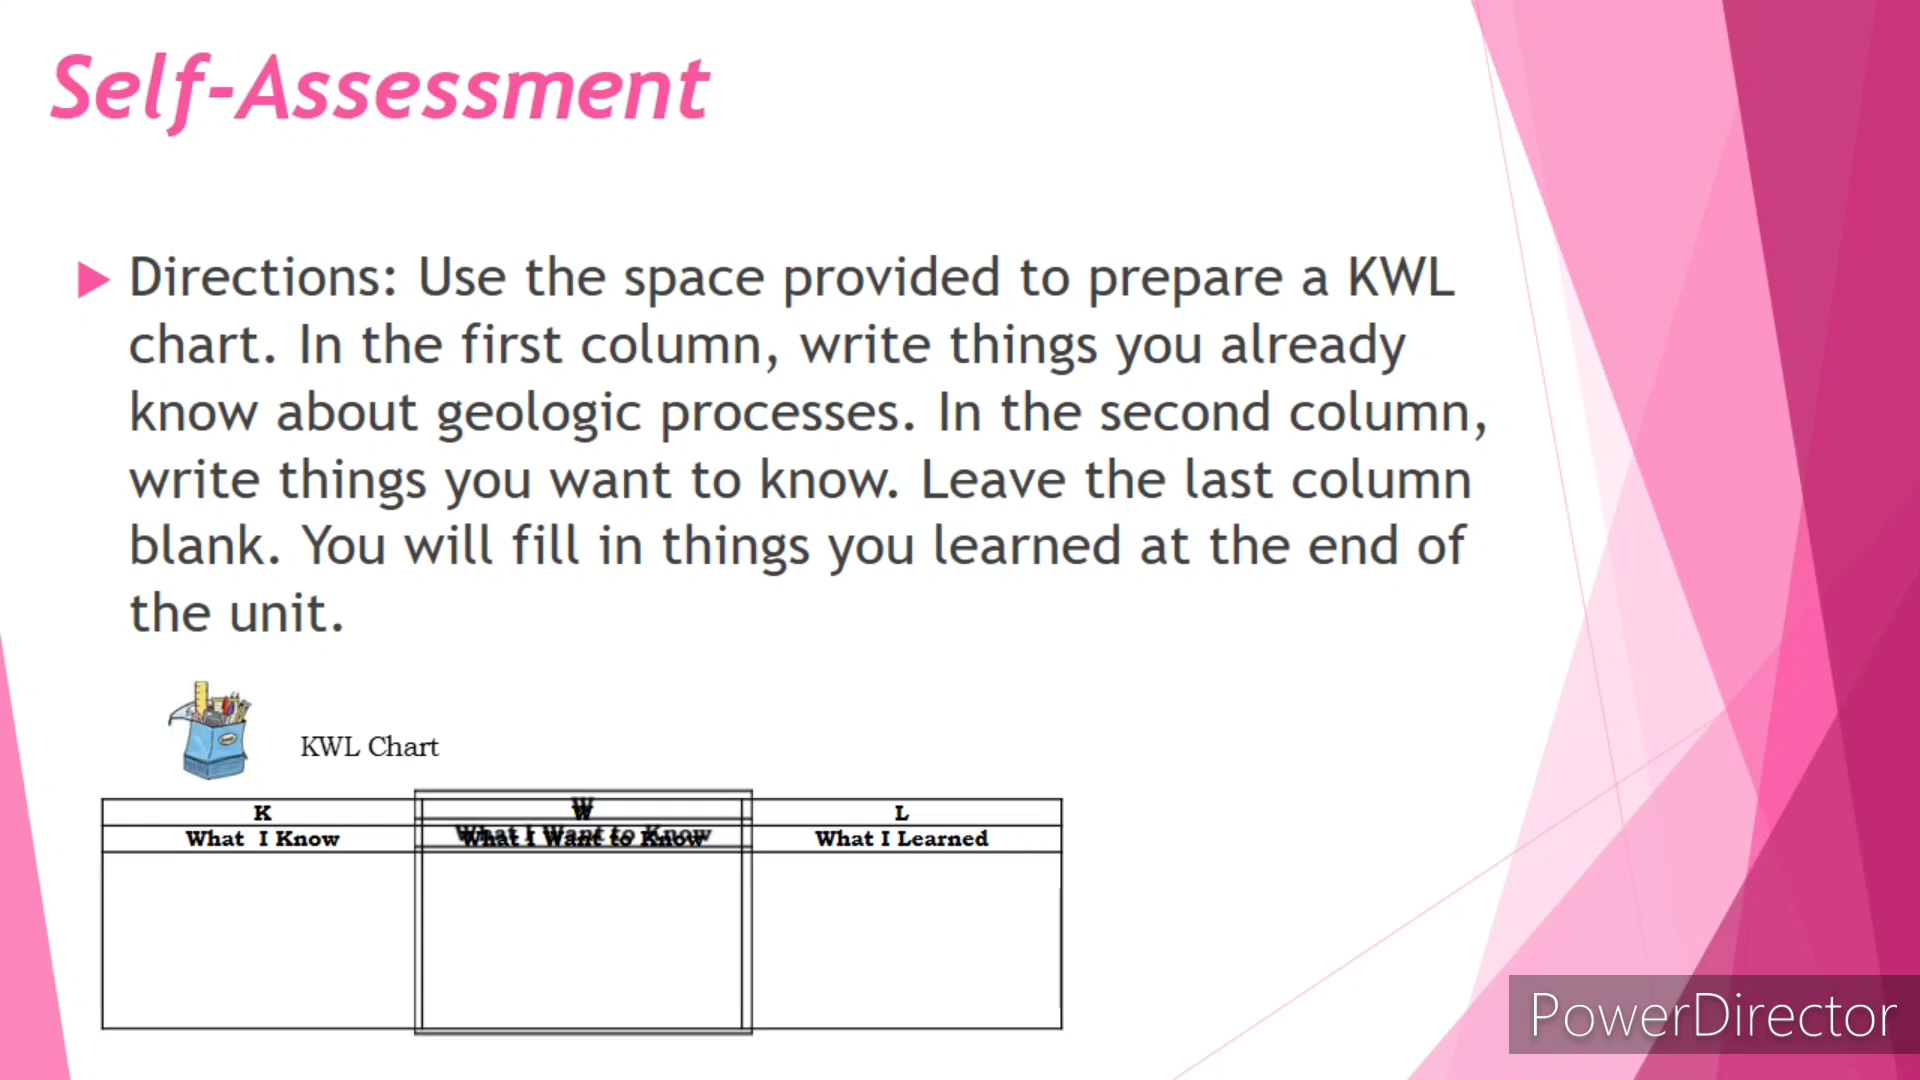 Self-Assessment
Directions: Use the space provided to prepare a KWL
chart. In the first column, write things you already
know about geologic processes. In the second column,
write things you want to know. Leave the last column
blank. You will fill in things you learned at the end of
the unit.
KWL Chart
K W L
What I Know What I Want to Know What I Learned
PowerDirector